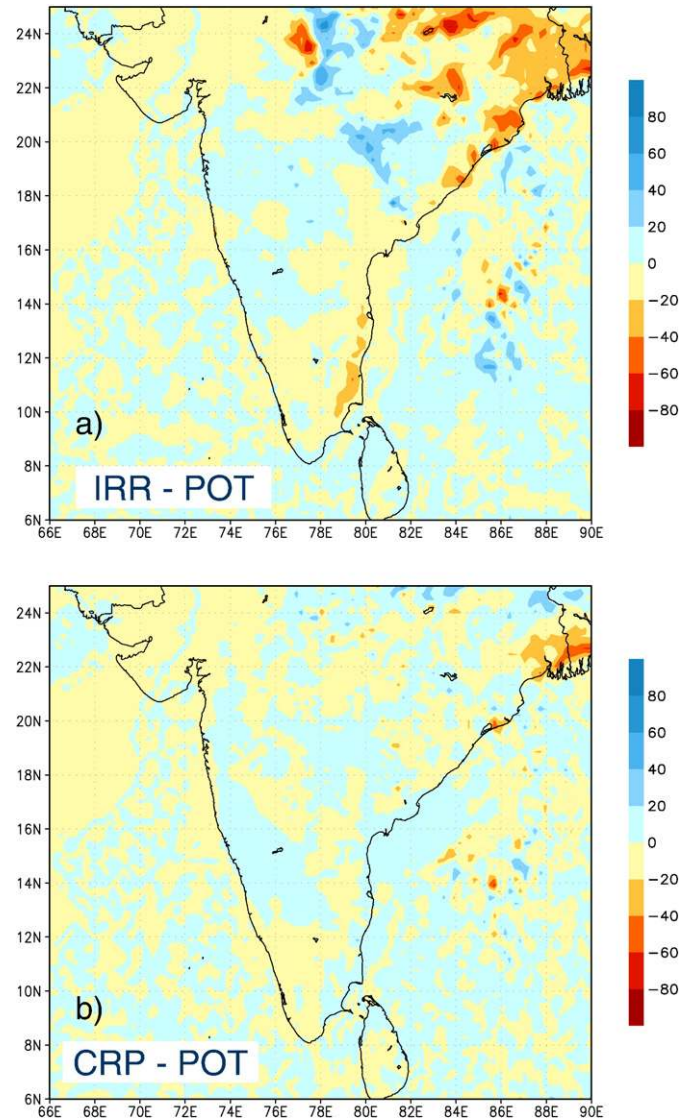 24N
22N
20N
18N
16N
14N
12N
10N
8N
6N
66E 68E 70E 72E 74E 76E 78E 80E 82E 84E 86E 88E 90E
a)
IRR - POT
80
60
40
20
0
−20
−40
−60
−80
24N
22N
20N
18N
16N
14N
12N
10N
8N
6N
66E 68E 70E 72E 74E 76E 78E 80E 82E 84E 86E 88E 90E
b)
CRP - POT
80
60
40
20
0
−20
−40
−60
−80